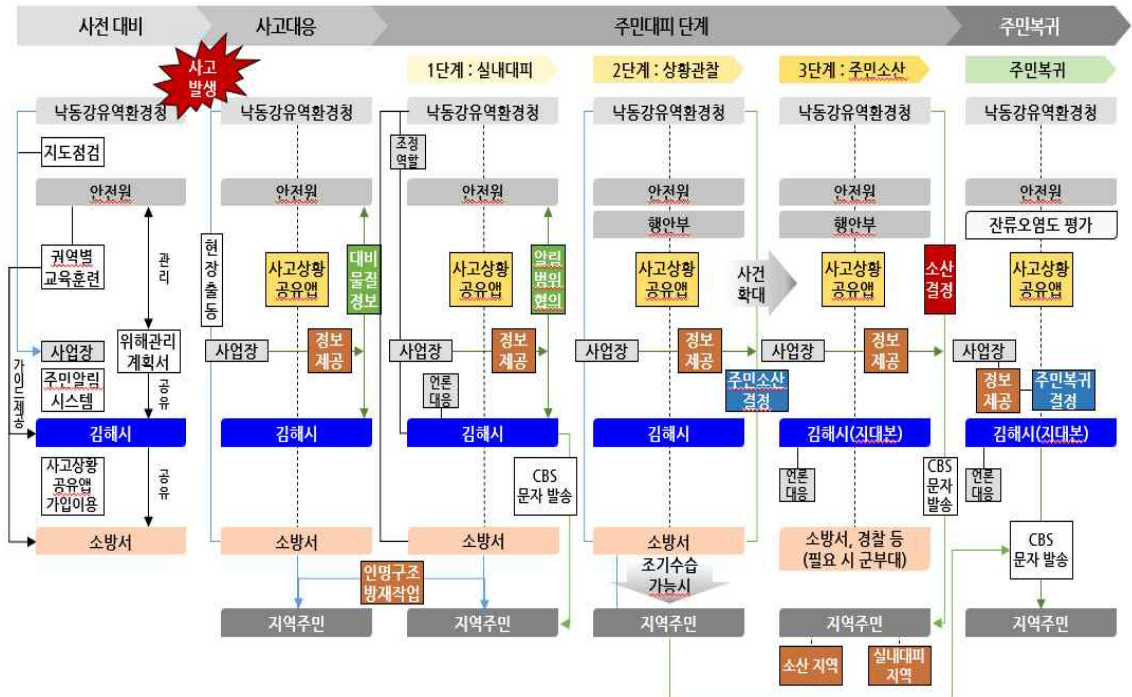 사전 대비
사고대응
주민대피 단계
주민복귀
사고
발생
1단계 : 실내대피
2단계 : 상황관찰
3단계 : 주민소산
주민복귀
낙동강유역환경청
지도점검
안전원
권역별
교육훈련
관리
사업장
위해관리
계획서
주민알림
시스템
가이드제공
공유
김해시
사고상황
공유앱
가입이용
공유
소방서
낙동강유역환경청
안전원
현장출동
사고상황
공유앱
대비
물질
정보
사업장
정보
제공
김해시
소방서
인명구조
방재작업
지역주민
낙동강유역환경청
조정
역할
안전원
사고상황
공유앱
알림
범위
협의
사업장
정보
제공
언론
대응
김해시
CBS
문자 발송
소방서
지역주민
낙동강유역환경청
안전원
행안부
사고상황
공유앱
사건
확대
사업장
정보
제공
주민소산
결정
김해시
소방서
조기수습
가능시
지역주민
낙동강유역환경청
안전원
행안부
사고상황
공유앱
소산
결정
사업장
정보
제공
김해시(지대본)
언론
대응
CBS
문자
발송
소방서, 경찰 등
(필요 시 군부대)
지역주민
소산 지역
실내대피
지역
낙동강유역환경청
안전원
잔류오염도 평가
사고상황
공유앱
사업장
정보
제공
주민복귀
결정
김해시(지대본)
언론
대응
CBS
문자 발송
지역주민